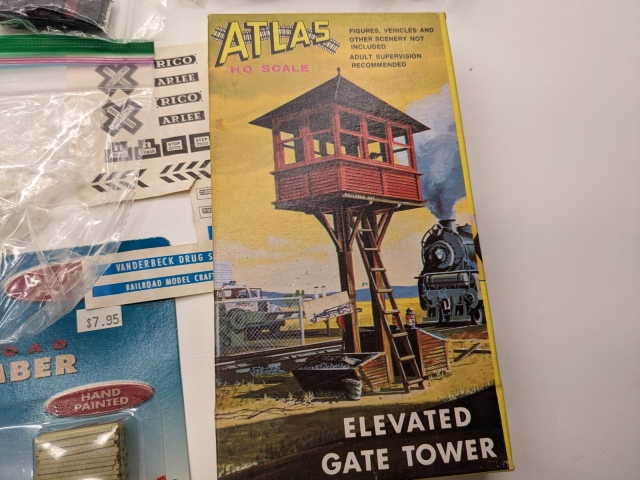 ATLAS
HO SCALE
FIGURES, VEHICLES AND
OTHER SCENERY NOT
INCLUDED
ADULT SUPERVISION
RECOMMENDED
ELEVATED
GATE TOWER
RICO
ARLEE
RICO
ARLEE
VANDERBECK DRUG S
RAILROAD MODEL CRAF
$7.95
OAD
BER
HAND
PAINTED